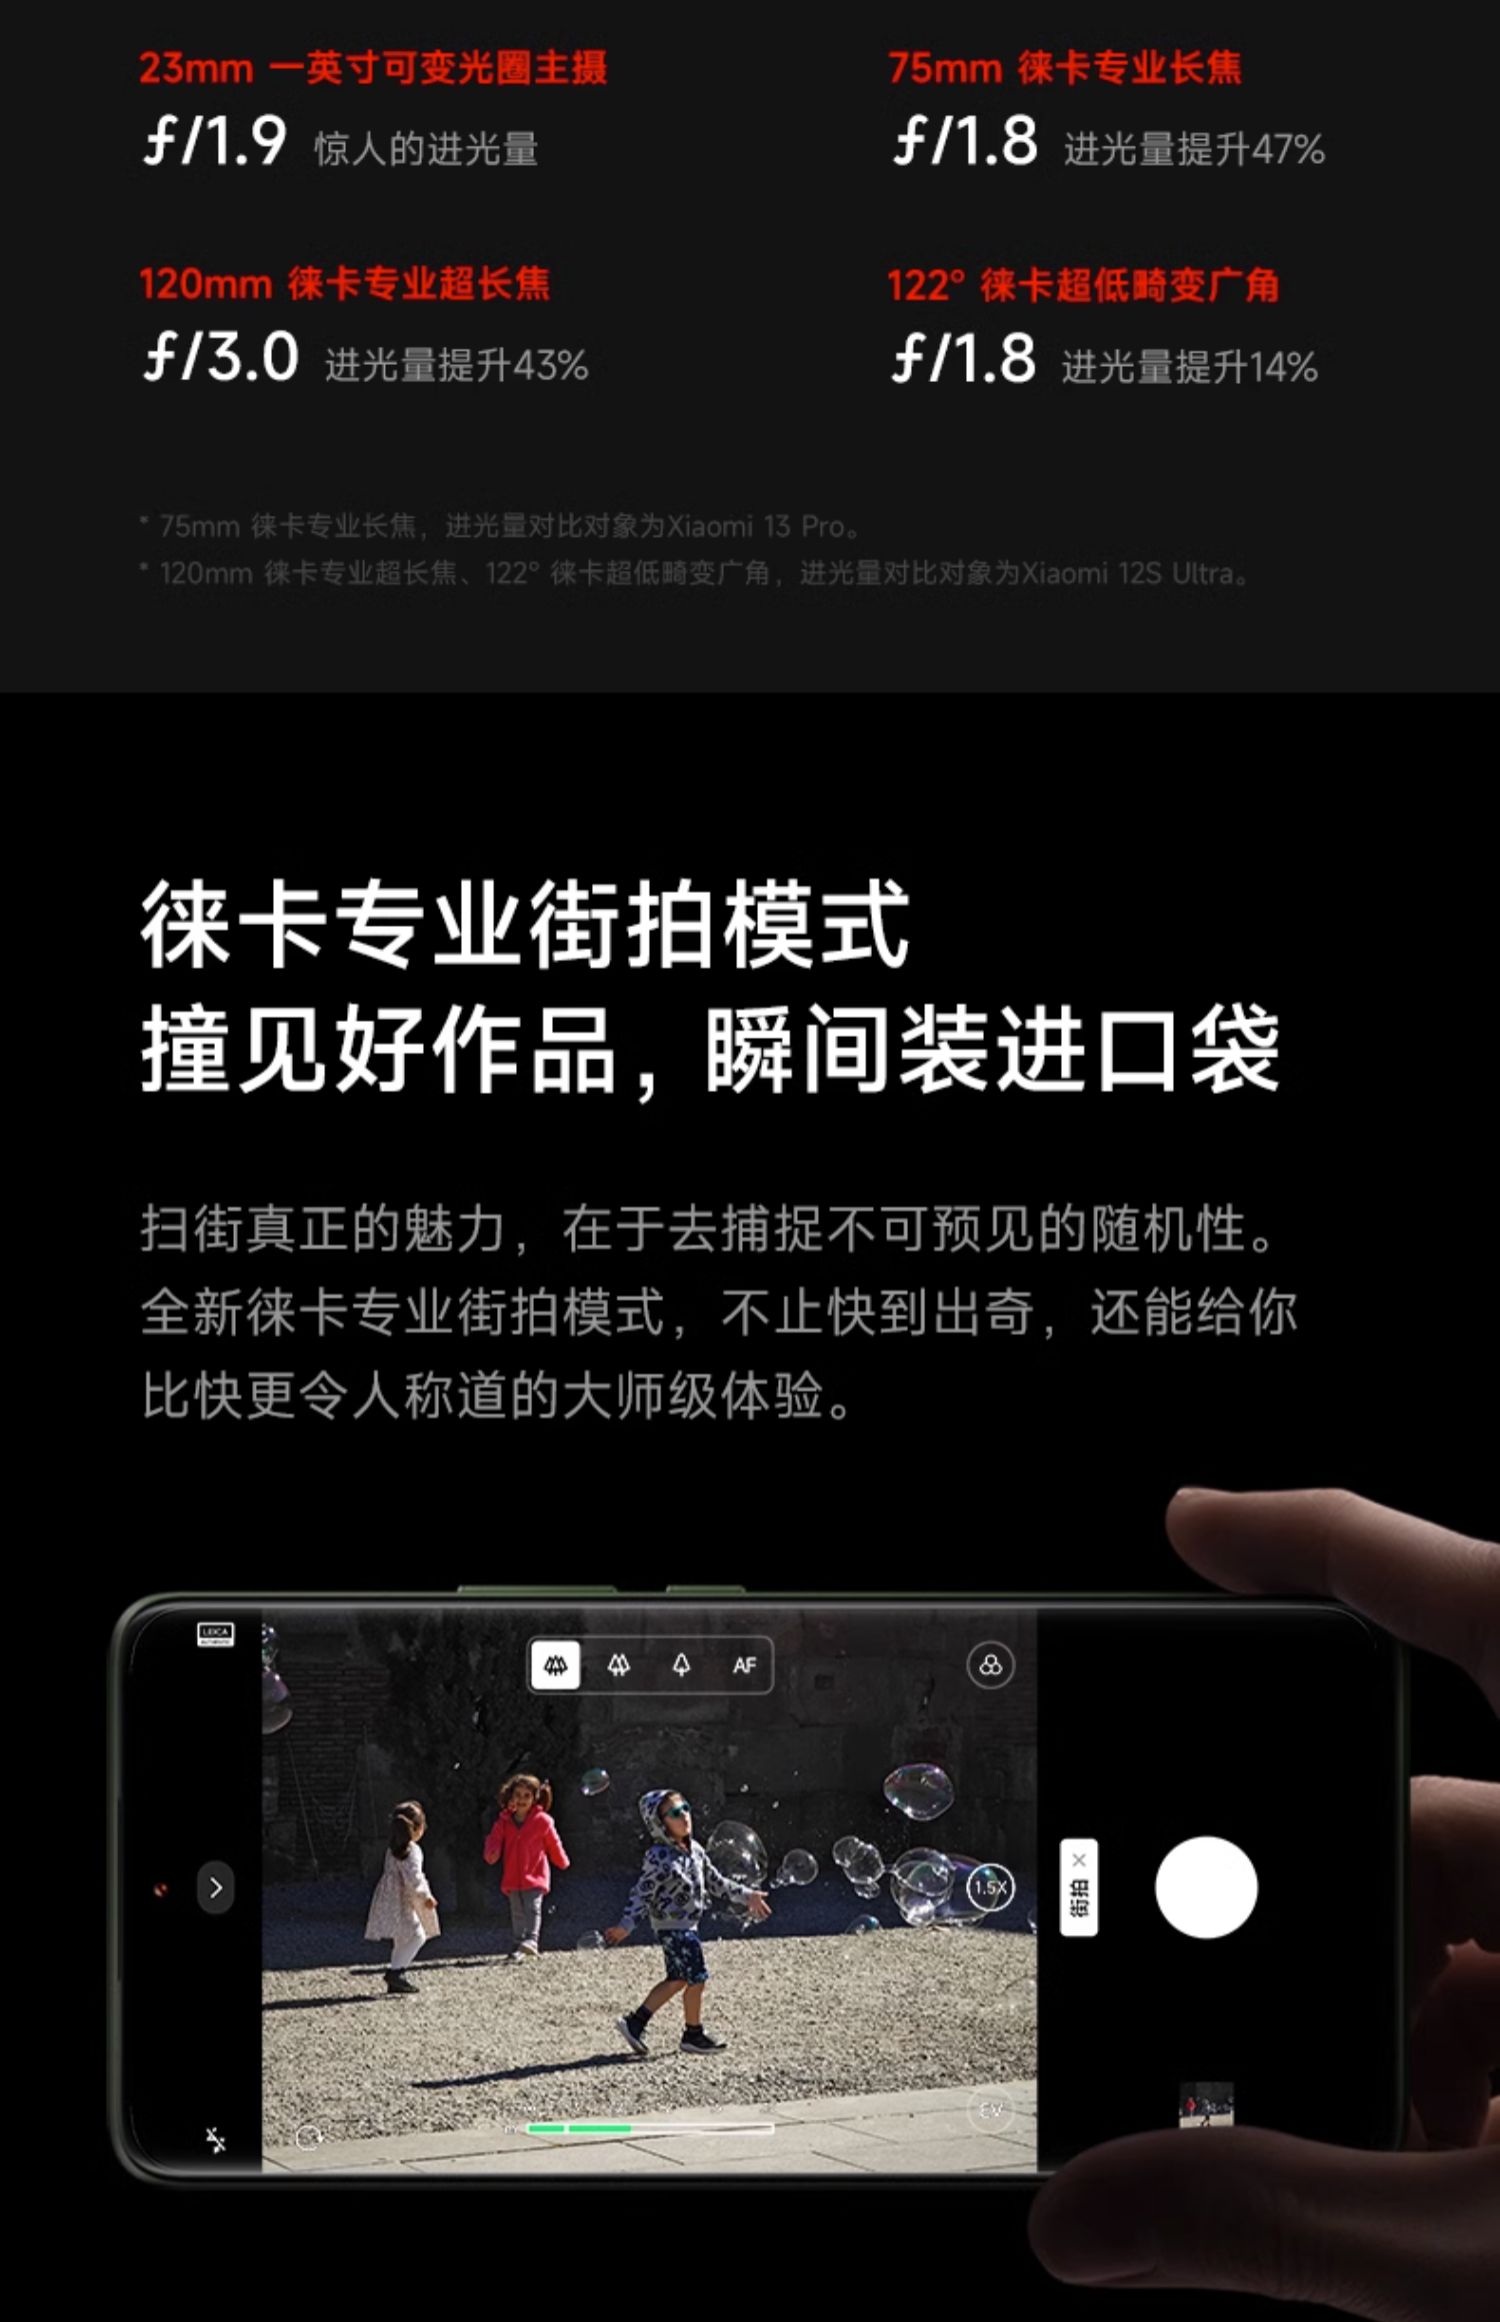 23mm 一英寸可变光圈主摄
ƒ/1.9 惊人的进光量
75mm 徕卡专业长焦
ƒ/1.8 进光量提升47%
120mm 徕卡专业超长焦
ƒ/3.0 进光量提升43%
122° 徕卡超低畸变广角
ƒ/1.8 进光量提升14%
* 75mm 徕卡专业长焦，进光量对比对象为Xiaomi 13 Pro。
* 120mm 徕卡专业超长焦、122° 徕卡超低畸变广角，进光量对比对象为Xiaomi 12S Ultra。
徕卡专业街拍模式
撞见好作品，瞬间装进口袋
扫街真正的魅力，在于去捕捉不可预见的随机性。
全新徕卡专业街拍模式，不止快到出奇，还能给你
比快更令人称道的大师级体验。
LEICA
AF
1.5X
街拍 ×
EV